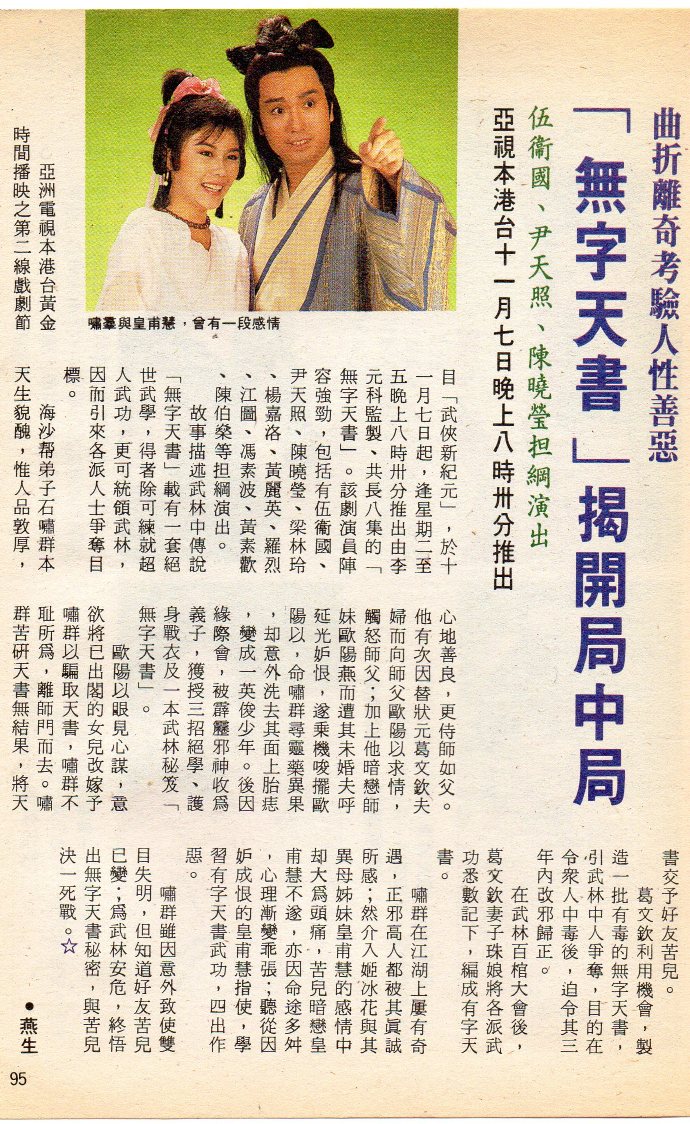 曲折離奇考驗人性善惡
「無字天書」揭開局中局
伍衞國、尹天照、陳曉瑩担綱演出
亞視本港台十一月七日晚上八時卅分推出
嘯羣與皇甫慧，曾有一段感情
亞洲電視本港台黃金
時間播映之第二線戲劇節
目「武俠新紀元」，於十
一月七日起，逢星期二至
五晚上八時卅分推出由李
元科監製、共長八集的「
無字天書」。該劇演員陣
容強勁，包括有伍衞國、
尹天照、陳曉瑩、梁林玲
、楊嘉洛、黃麗英、羅烈
、江圖、馮素波、黃素歡
、陳伯燊等担綱演出。
故事描述武林中傳說
「無字天書」載有一套絕
世武學，得者除可練就超
人武功，更可統領武林，
因而引來各派人士爭奪目
標。
海沙幇弟子石嘯群本
天生貌醜，惟人品敦厚，
心地善良，更侍師如父。
他有次因替狀元葛文欽夫
婦而向師父歐陽以求情，
觸怒師父；加上他暗戀師
妹歐陽燕而遭其未婚夫呼
延光妒恨，遂乘機唆擺歐
陽以，命嘯群尋靈藥異果
，却意外洗去其面上胎痣
，變成一英俊少年。後因
緣際會，被霹靂邪神收爲
義子，獲授三招絕學、護
身戰衣及一本武林秘笈「
無字天書」。
歐陽以眼見心謀，意
欲將已出閣的女兒改嫁予
嘯群以騙取天書，嘯群不
耻所爲，離師門而去。嘯
群苦研天書無結果，將天
書交予好友苦兒。
葛文欽利用機會，製
造一批有毒的無字天書，
引武林中人爭奪，目的在
令衆人中毒後，迫令其三
年內改邪歸正。
在武林百棺大會後，
葛文欽妻子珠娘將各派武
功悉數記下，編成有字天
書。
嘯群在江湖上屢有奇
遇，正邪高人都被其眞誠
所感；然介入姬冰花與其
異母姊妹皇甫慧的感情中
却大爲頭痛，苦兒暗戀皇
甫慧不遂，亦因命途多舛
，心理漸變乖張；聽從因
妒成恨的皇甫慧指使，學
習有字天書武功，四出作
惡。
嘯群雖因意外致使雙
目失明，但知道好友苦兒
已變；爲武林安危，終悟
出無字天書秘密，與苦兒
決一死戰。☆
●燕生
95